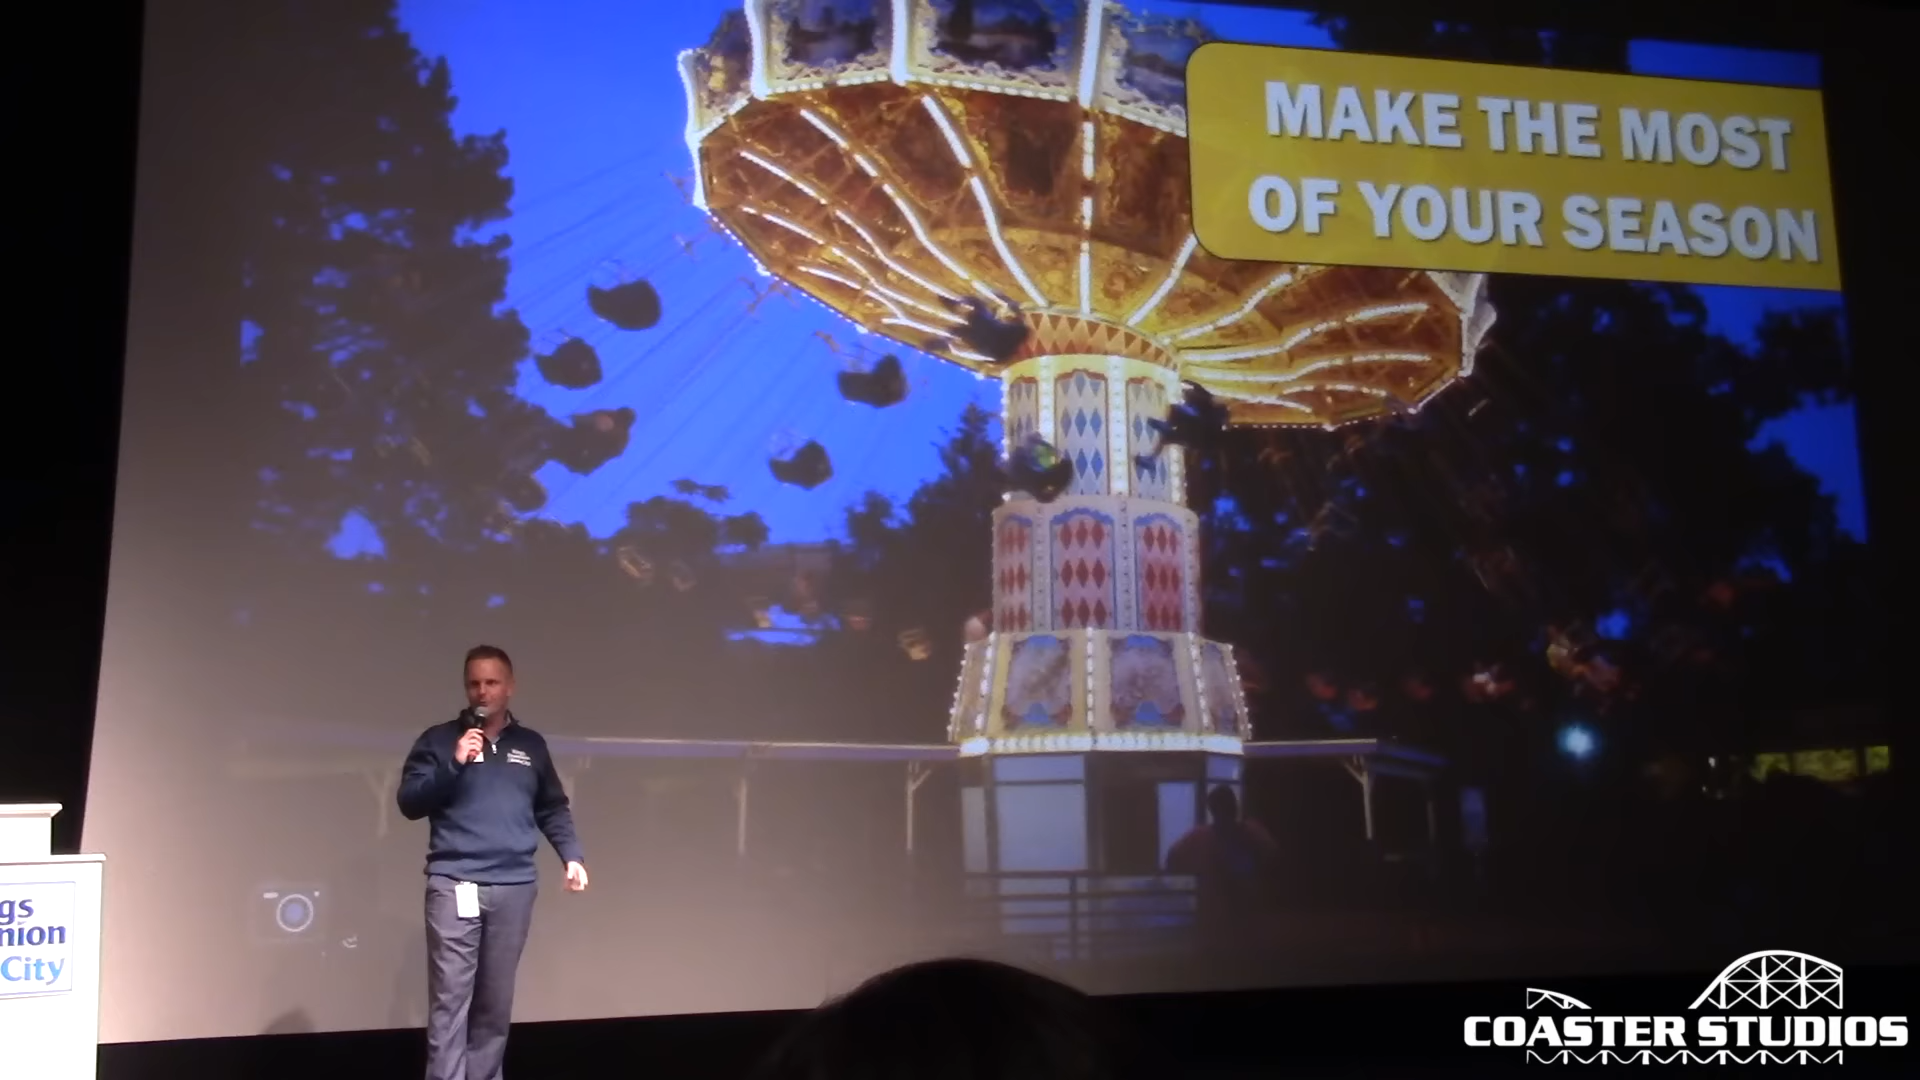 MAKE THE MOST
OF YOUR SEASON
gs
nion
City
COASTER STUDIOS